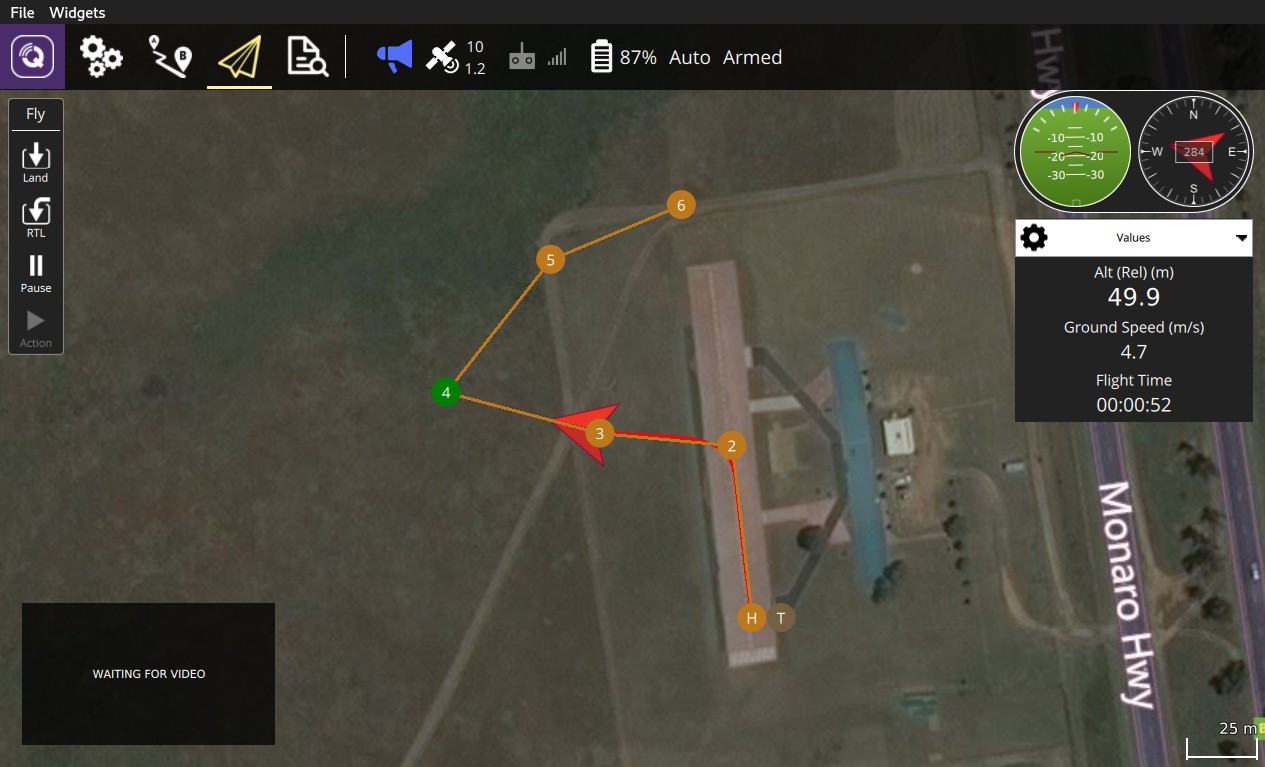 File Widgets
A
B
10
1.2
87% Auto Armed
Fly
Land
RTL
Pause
Action
Hwy
-10 -10
-20 -20
-30 -30
N
W 284 E
S
Values
Alt (Rel) (m)
49.9
Ground Speed (m/s)
4.7
Flight Time
00:00:52
6
5
4
3
2
H T
Monaro Hwy
WAITING FOR VIDEO
25 m